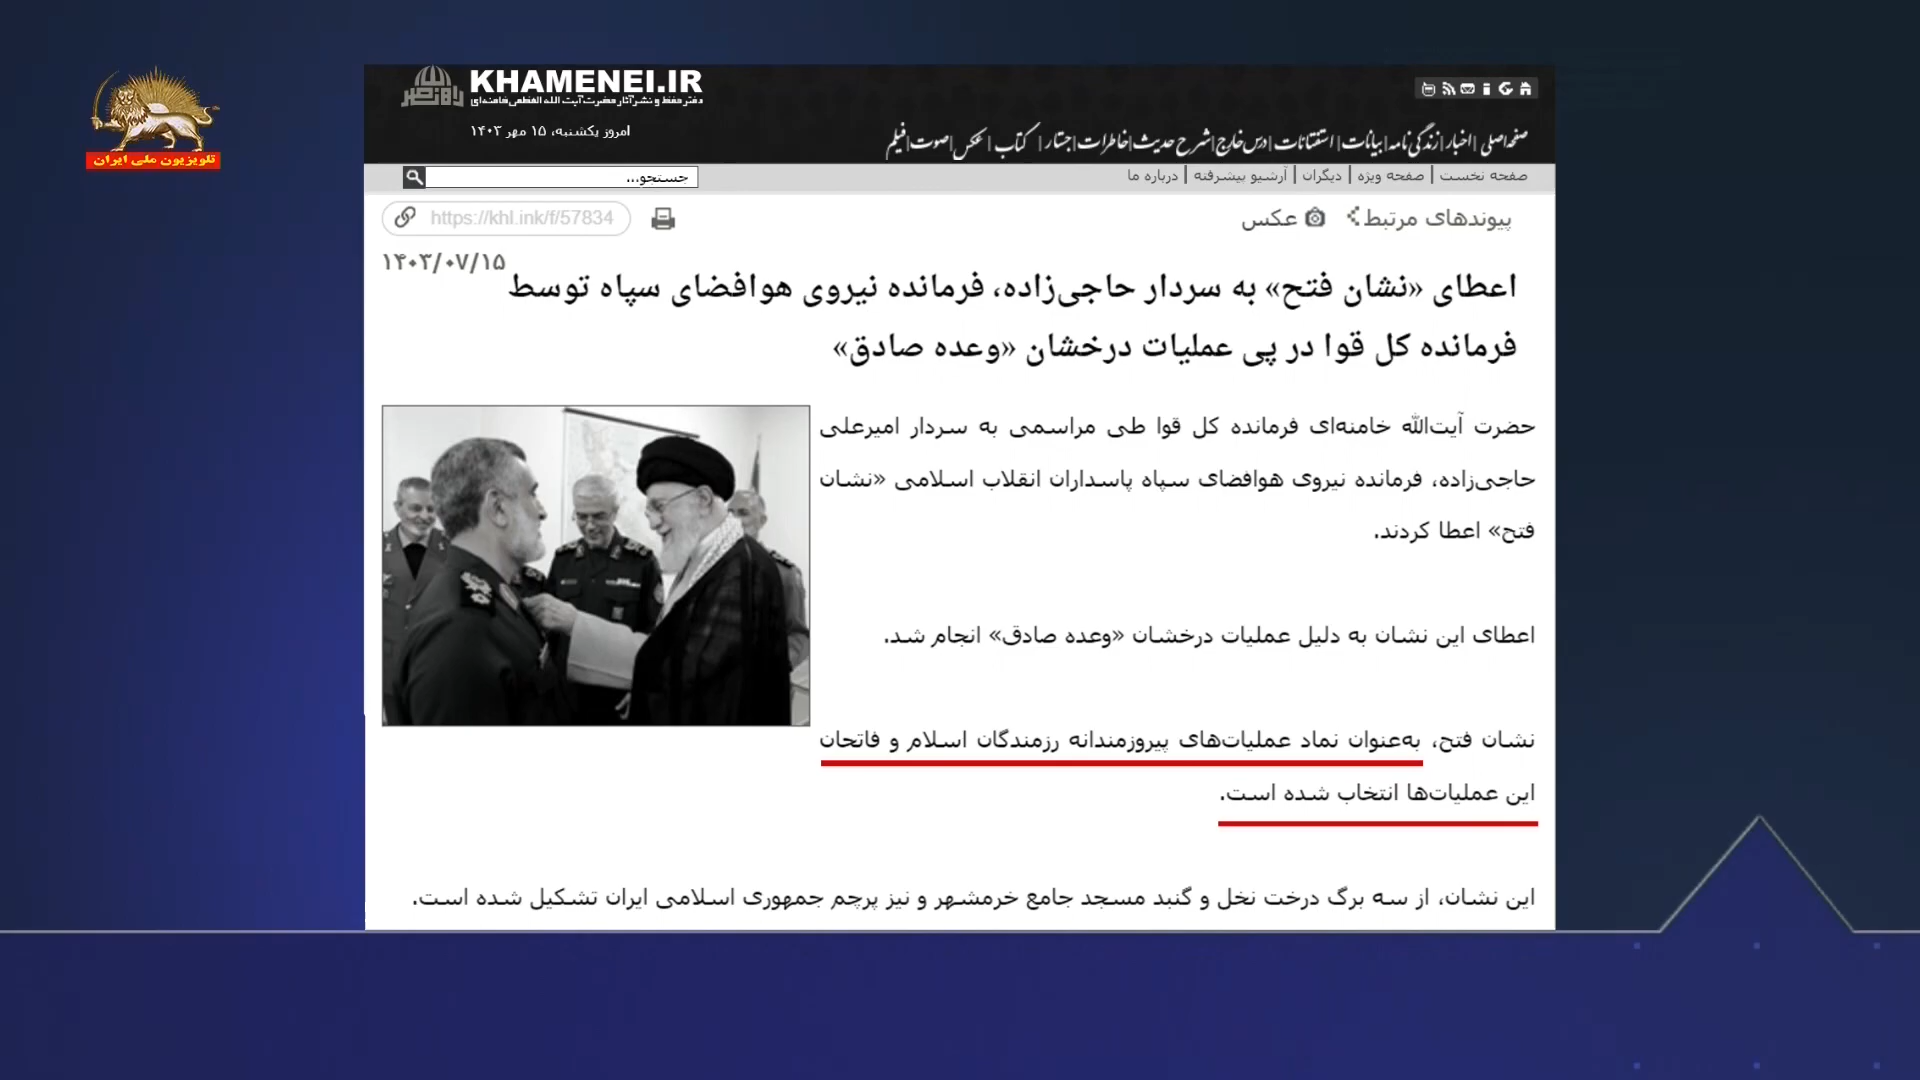 تلویزیون ملی ایران
KHAMENEI.IR
دفتر حفظ و نشر آثار حضرت آیت الله العظمی خامنه‌ای
امروز یکشنبه، ۱۵ مهر ۱۴۰۳
صفحه اصلی | اخبار | زندگی نامه | بیانات | استفتائات | درس خارج | شرح حدیث | خاطرات | جستار | کتاب | عکس | صوت | فیلم
جستجو...
صفحه نخست | صفحه ویژه | دیگران | آرشیو پیشرفته | درباره ما
https://khl.ink/f/57834
پیوندهای مرتبط عکس
۱۴۰۳/۰۷/۱۵
اعطای «نشان فتح» به سردار حاجی‌زاده، فرمانده نیروی هوافضای سپاه توسط
فرمانده کل قوا در پی عملیات درخشان «وعده صادق»
حضرت آیت‌الله خامنه‌ای فرمانده کل قوا طی مراسمی به سردار امیرعلی
حاجی‌زاده، فرمانده نیروی هوافضای سپاه پاسداران انقلاب اسلامی «نشان
فتح» اعطا کردند.
اعطای این نشان به دلیل عملیات درخشان «وعده صادق» انجام شد.
نشان فتح، به‌عنوان نماد عملیات‌های پیروزمندانه رزمندگان اسلام و فاتحان
این عملیات‌ها انتخاب شده است.
این نشان، از سه برگ درخت نخل و گنبد مسجد جامع خرمشهر و نیز پرچم جمهوری اسلامی ایران تشکیل شده است.